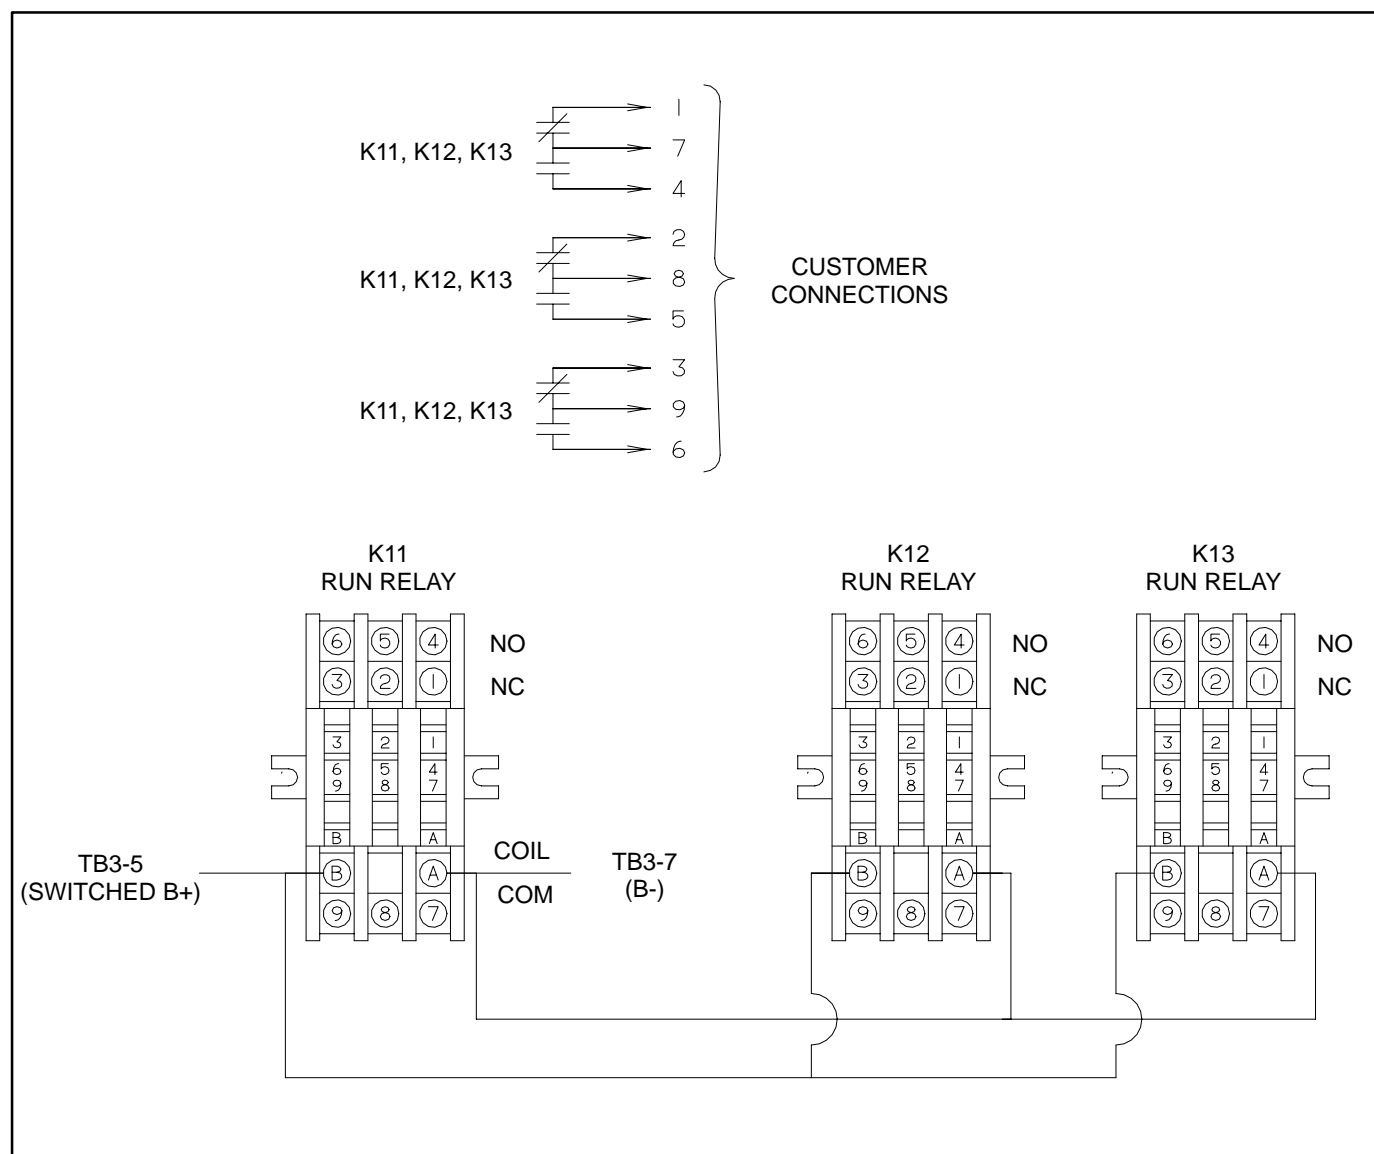 1
K11, K12, K13
7
4
2
K11, K12, K13
8
5
3
K11, K12, K13
9
6
CUSTOMER
CONNECTIONS
K11
RUN RELAY
6 5 4 NO
3 2 1 NC
3 2 1
6 5 4
9 8 7
B A
TB3-5
(SWITCHED B+)
B A
9 8 7
COIL
COM
TB3-7
(B-)
K12
RUN RELAY
6 5 4 NO
3 2 1 NC
3 2 1
6 5 4
9 8 7
B A
B A
9 8 7
K13
RUN RELAY
6 5 4 NO
3 2 1 NC
3 2 1
6 5 4
9 8 7
B A
B A
9 8 7